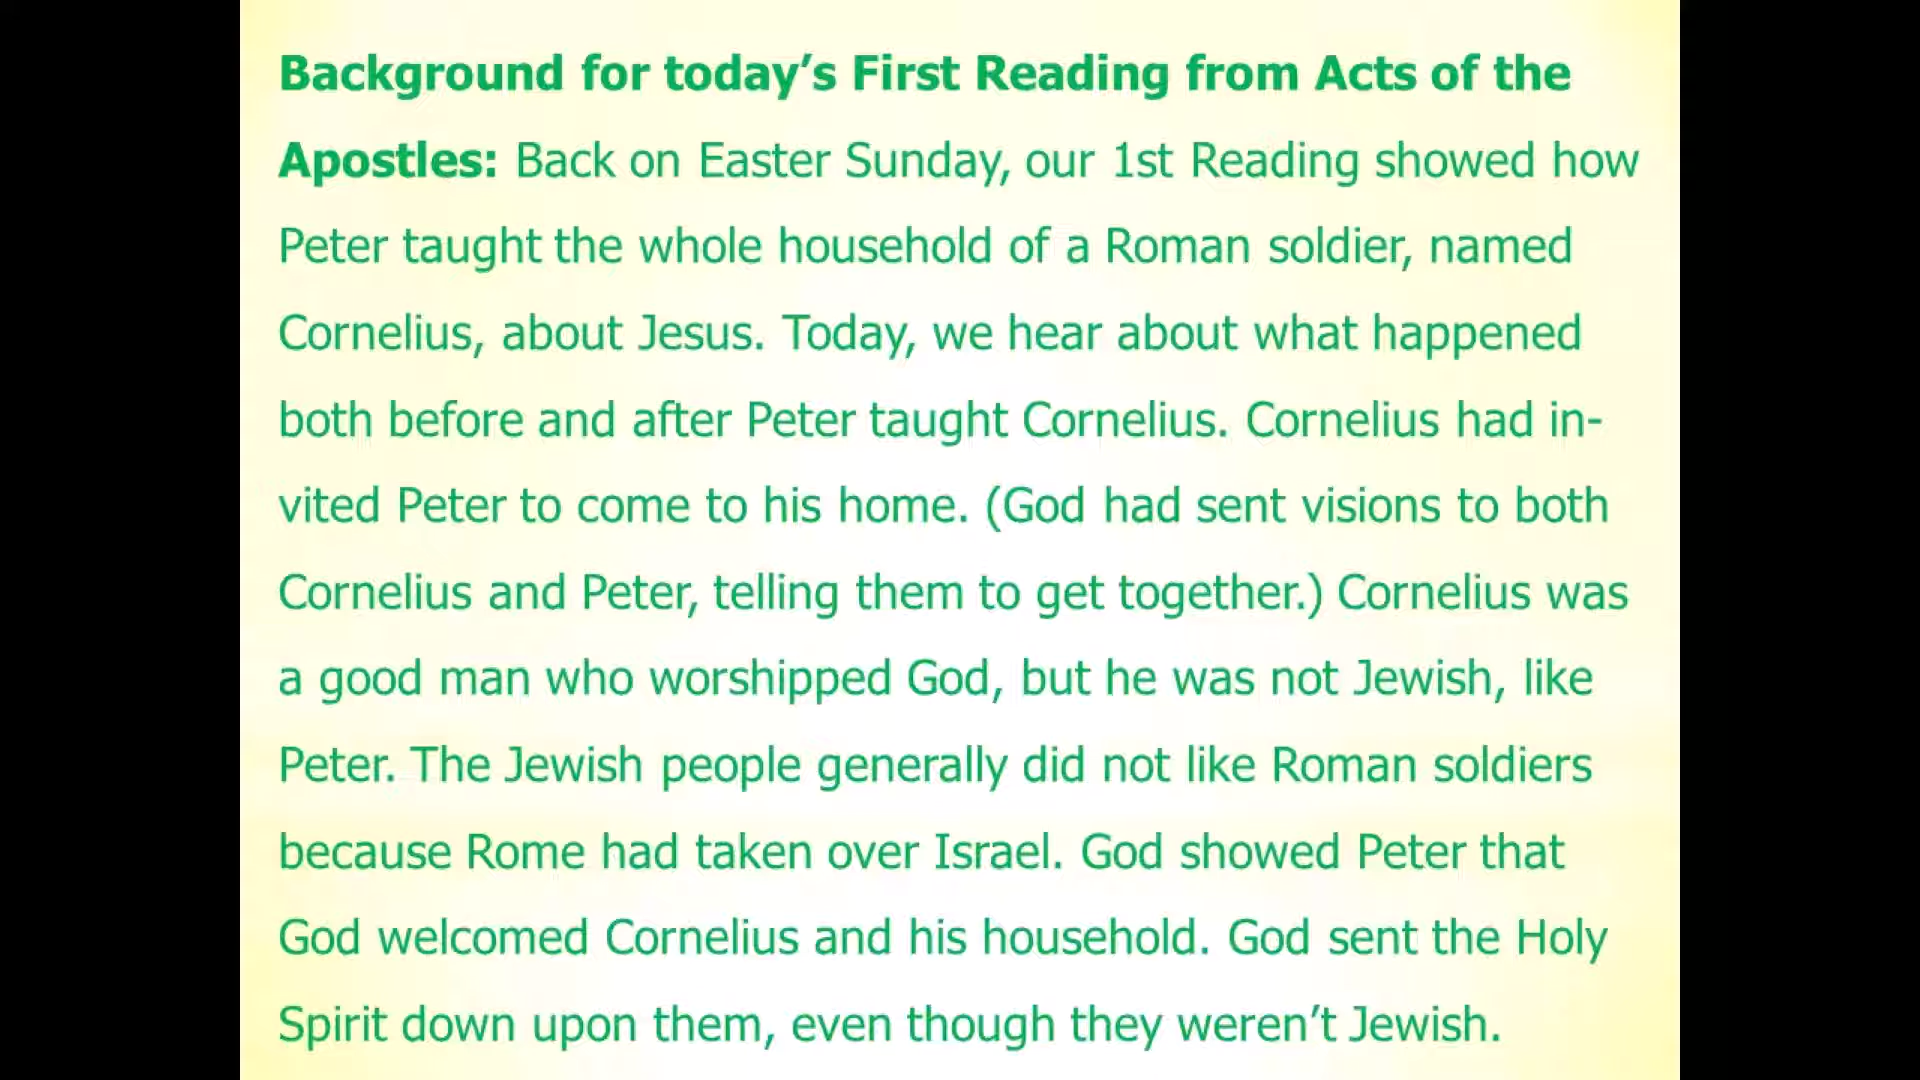 Background for today’s First Reading from Acts of the
Apostles: Back on Easter Sunday, our 1st Reading showed how
Peter taught the whole household of a Roman soldier, named
Cornelius, about Jesus. Today, we hear about what happened
both before and after Peter taught Cornelius. Cornelius had in-
vited Peter to come to his home. (God had sent visions to both
Cornelius and Peter, telling them to get together.) Cornelius was
a good man who worshipped God, but he was not Jewish, like
Peter. The Jewish people generally did not like Roman soldiers
because Rome had taken over Israel. God showed Peter that
God welcomed Cornelius and his household. God sent the Holy
Spirit down upon them, even though they weren’t Jewish.